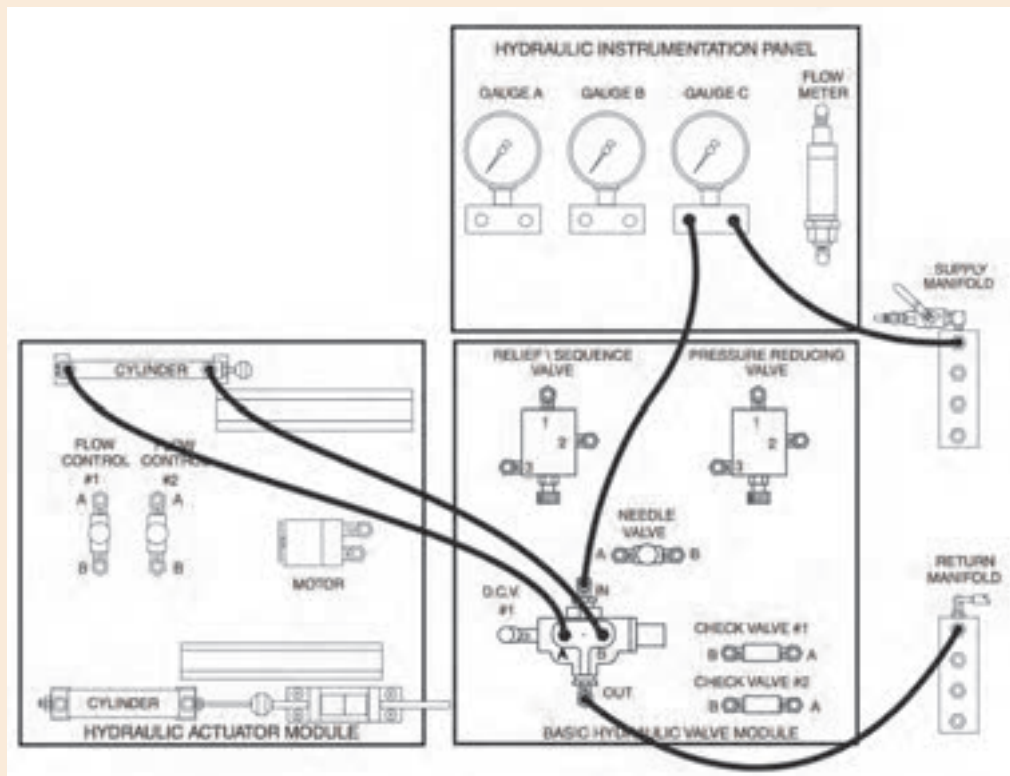 HYDRAULIC INSTRUMENTATION PANEL
GAUGE A
GAUGE B
GAUGE C
FLOW
METER
SUPPLY
MANIFOLD
CYLINDER
FLOW
CONTROL
#1
FLOW
CONTROL
#2
A
A
B
B
MOTOR
CYLINDER
HYDRAULIC ACTUATOR MODULE
RELIEF \ SEQUENCE
VALVE
PRESSURE REDUCING
VALVE
1
2
3
1
2
3
NEEDLE
VALVE
A
B
IN
D.C.V.
#1
A
B
OUT
CHECK VALVE #1
B
A
CHECK VALVE #2
B
A
BASIC HYDRAULIC VALVE MODULE
RETURN
MANIFOLD